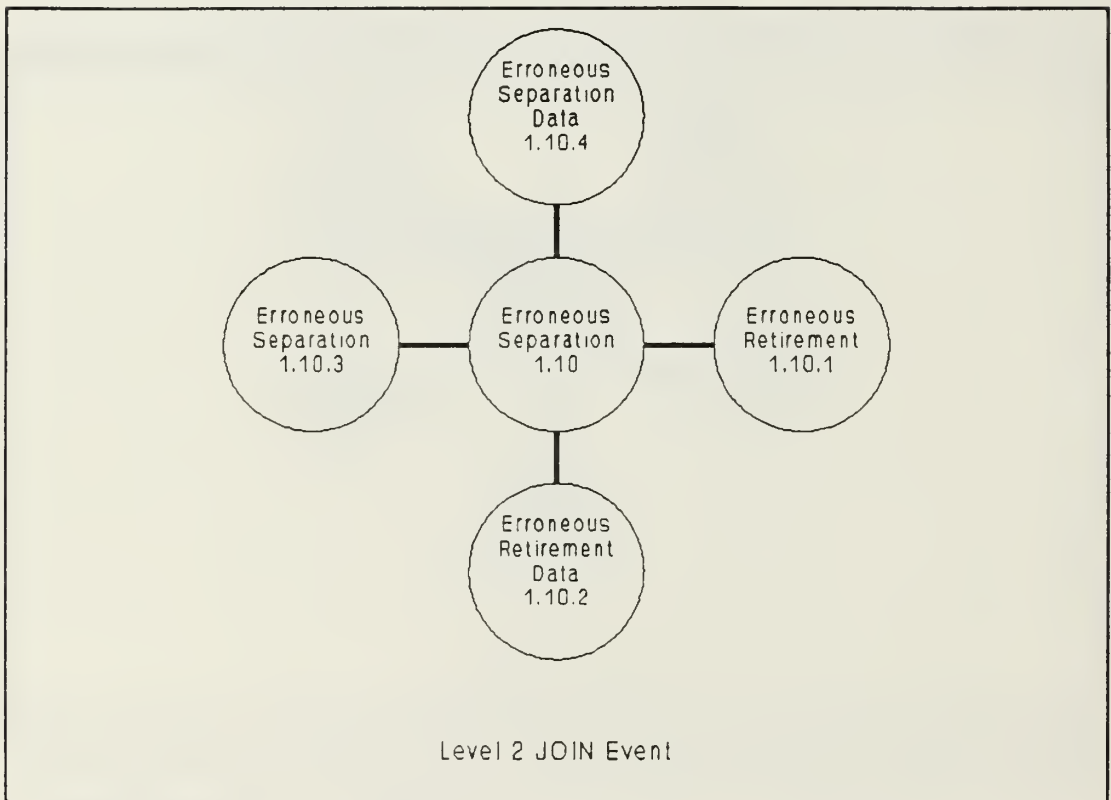 Erroneous
Separation
Data
1.10.4
Erroneous
Separation
1.10.3
Erroneous
Separation
1.10
Erroneous
Retirement
1.10.1
Erroneous
Retirement
Data
1.10.2
Level 2 JOIN Event